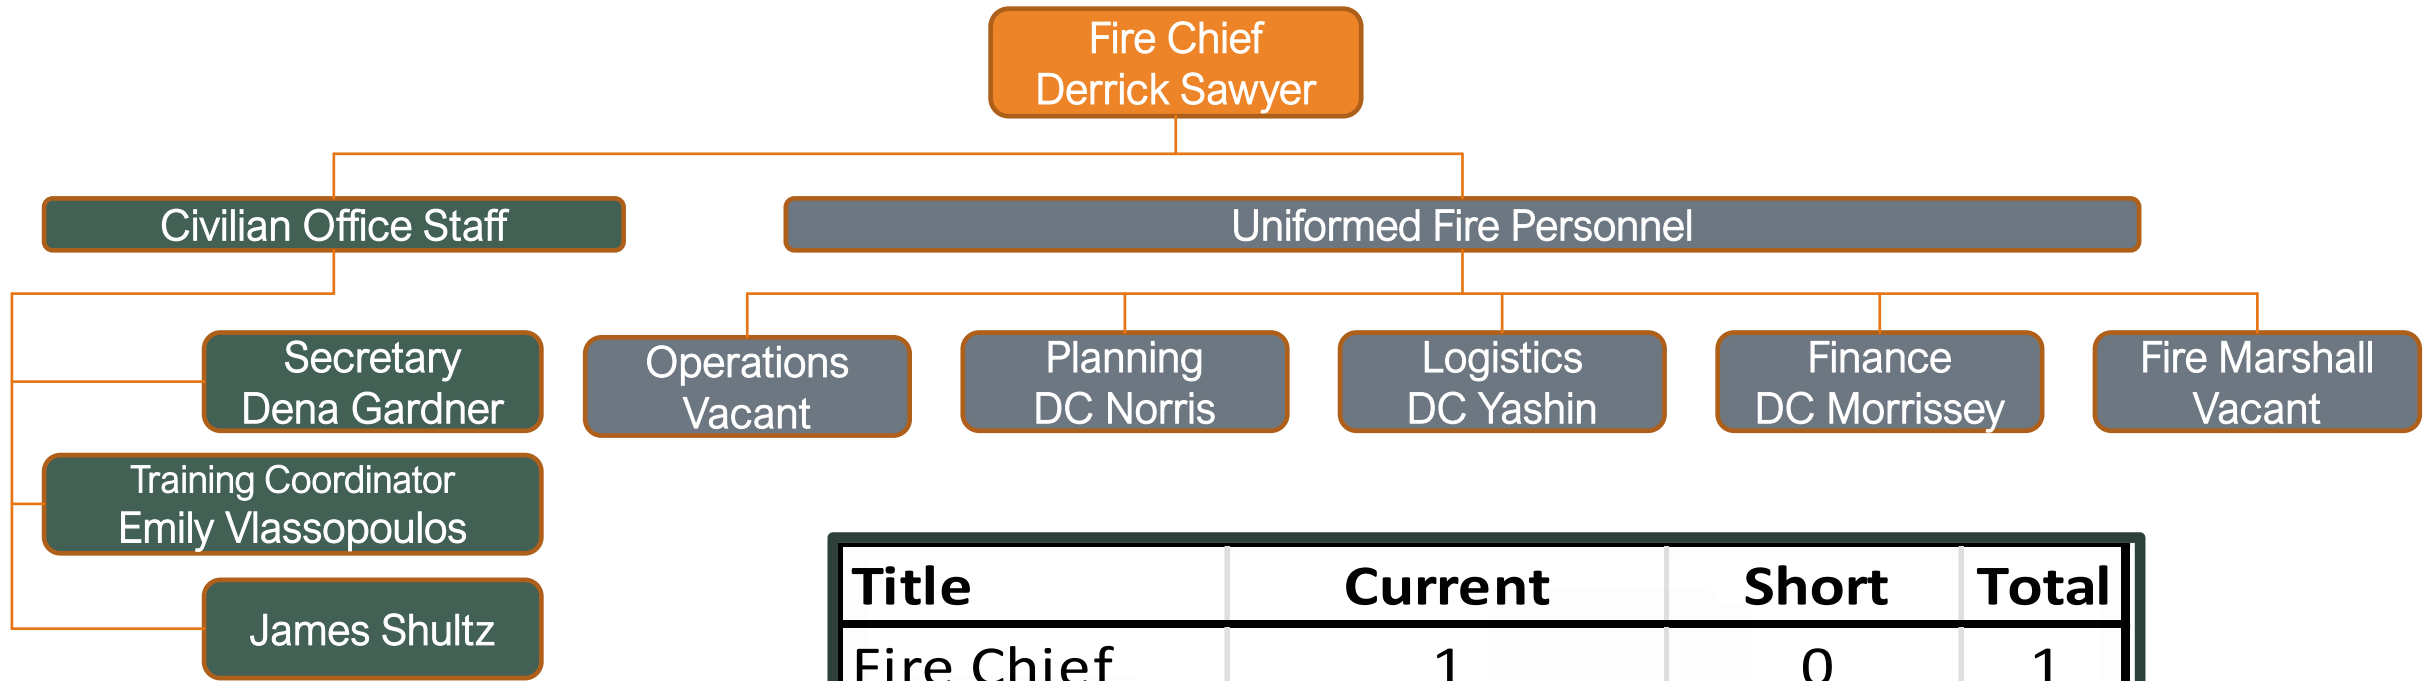 Fire Chief
Derrick Sawyer
Civilian Office Staff
Uniformed Fire Personnel
Secretary
Dena Gardner
Training Coordinator
Emily Vlassopoulos
James Shultz
Operations
Vacant
Planning
DC Norris
Logistics
DC Yashin
Finance
DC Morrissey
Fire Marshall
Vacant
Title Current Short Total
Fire Chief 1 0 1